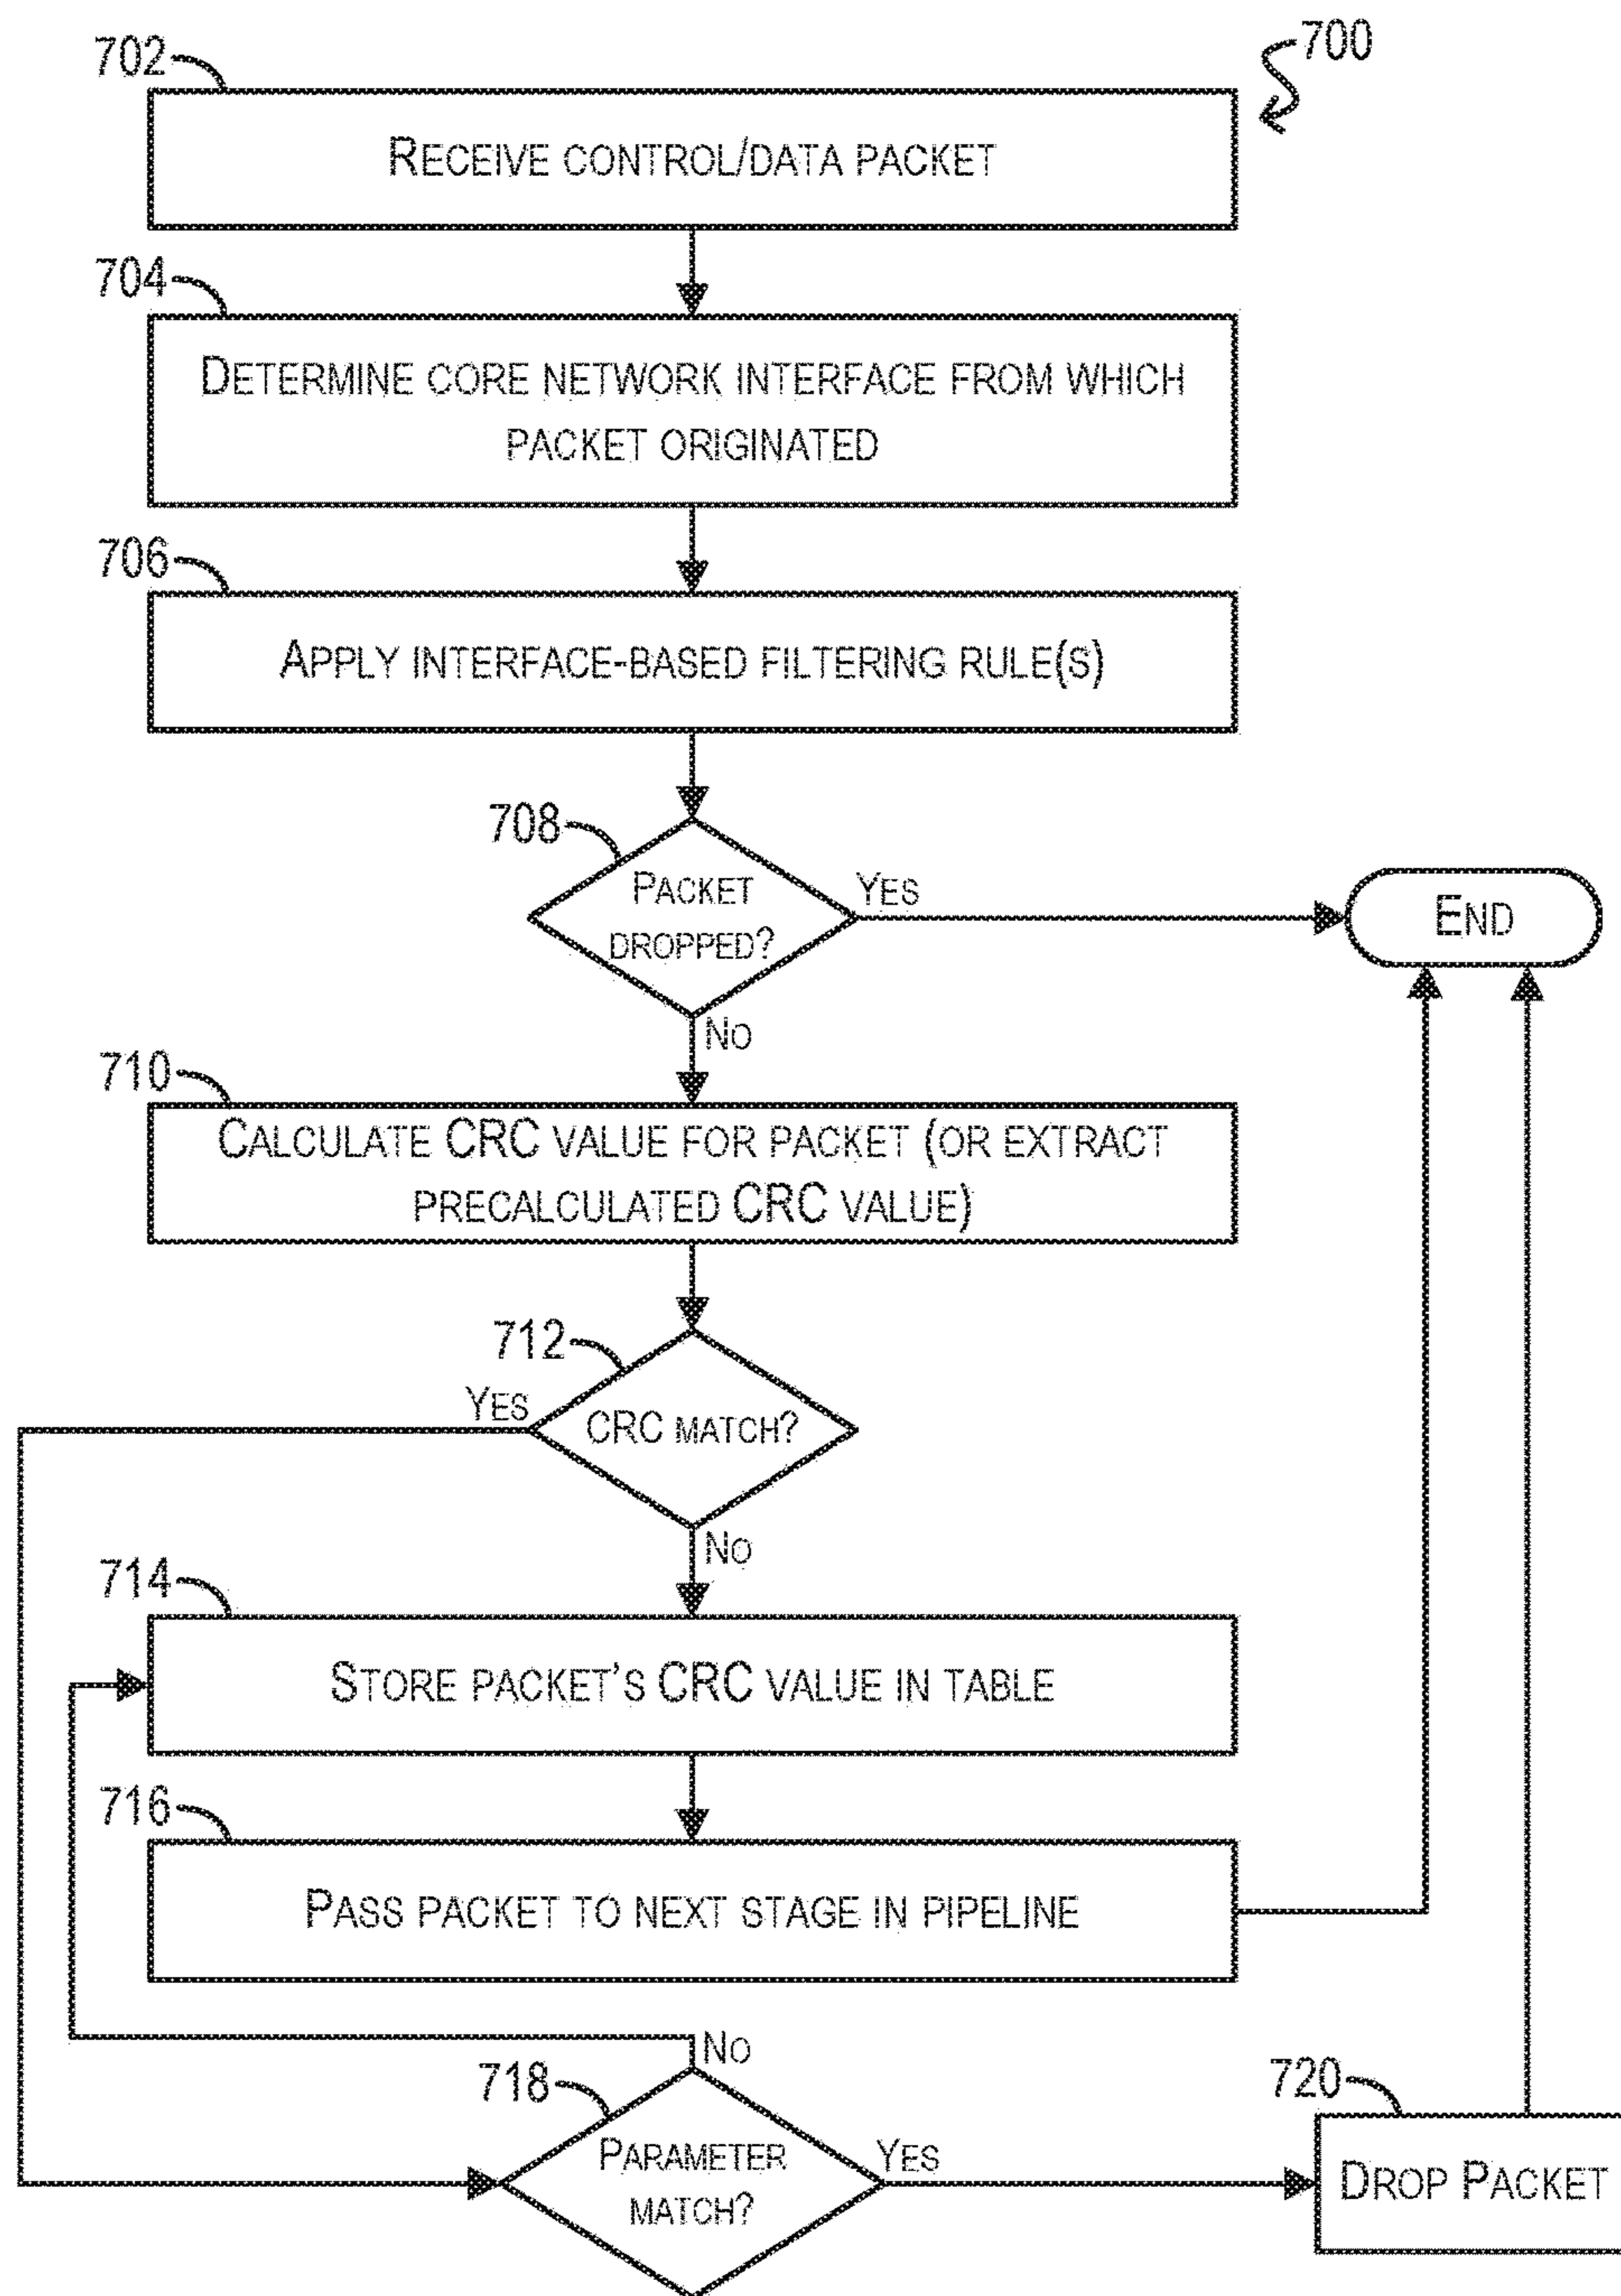 700
702
RECEIVE CONTROL/DATA PACKET
704
DETERMINE CORE NETWORK INTERFACE FROM WHICH
PACKET ORIGINATED
706
APPLY INTERFACE-BASED FILTERING RULE(S)
708
PACKET
DROPPED?
YES
END
NO
710
CALCULATE CRC VALUE FOR PACKET (OR EXTRACT
PRECALCULATED CRC VALUE)
712
YES
CRC MATCH?
NO
714
STORE PACKET'S CRC VALUE IN TABLE
716
PASS PACKET TO NEXT STAGE IN PIPELINE
NO
718
PARAMETER
MATCH?
YES
720
DROP PACKET